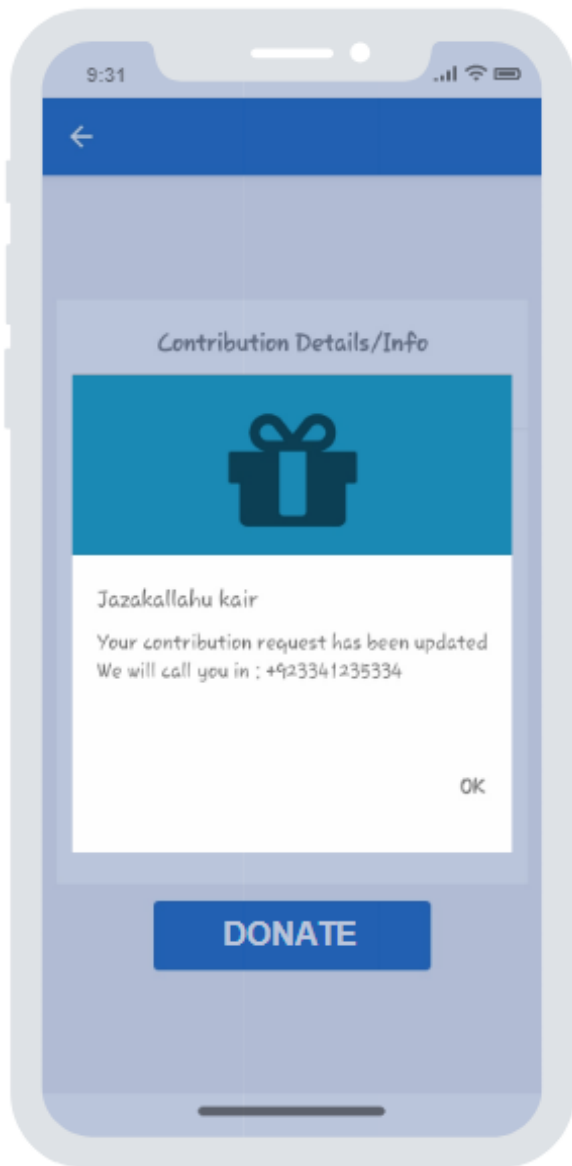 9:31
Contribution Details/Info
Jazakallahu kair
Your contribution request has been updated
We will call you in : +923341235334
OK
DONATE